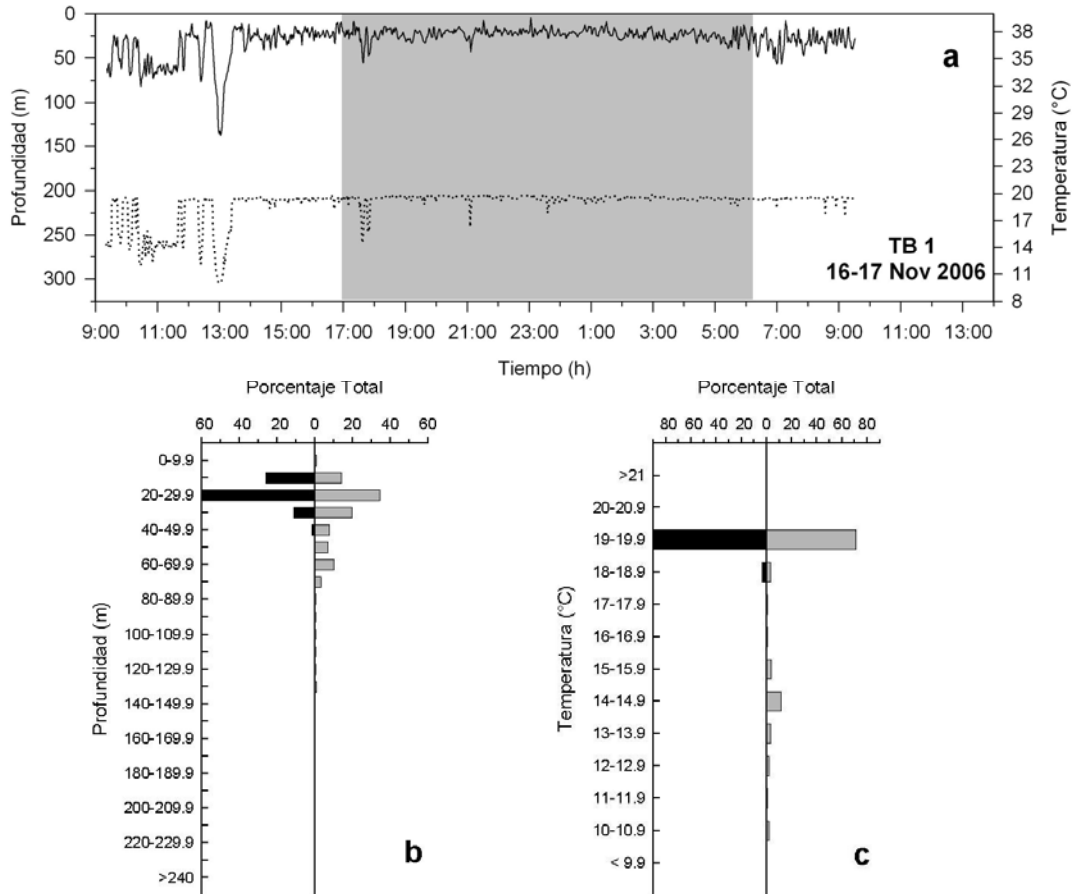 0
50
100
150
200
250
300
Profundidad (m)
38
35
32
29
26
23
20
17
14
11
8
Temperatura (°C)
a
TB 1
16-17 Nov 2006
9:00 11:00 13:00 15:00 17:00 19:00 21:00 23:00 1:00 3:00 5:00 7:00 9:00 11:00 13:00
Tiempo (h)
Porcentaje Total
60 40 20 0 20 40 60
0-9.9
20-29.9
40-49.9
60-69.9
80-89.9
100-109.9
120-129.9
140-149.9
160-169.9
180-189.9
200-209.9
220-229.9
>240
Profundidad (m)
b
Porcentaje Total
80 60 40 20 0 20 40 60 80
>21
20-20.9
19-19.9
18-18.9
17-17.9
16-16.9
15-15.9
14-14.9
13-13.9
12-12.9
11-11.9
10-10.9
< 9.9
Temperatura (°C)
c